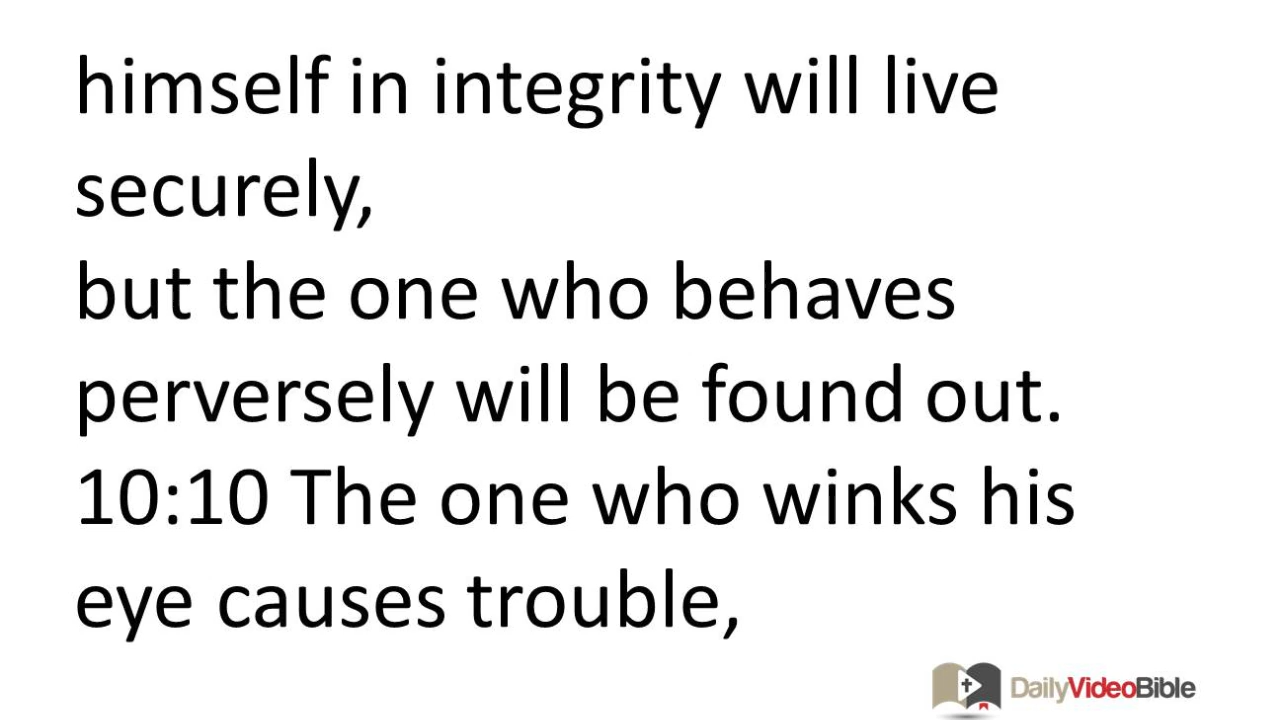 himself in integrity will live
securely,
but the one who behaves
perversely will be found out.
10:10 The one who winks his
eye causes trouble,
DailyVideoBible